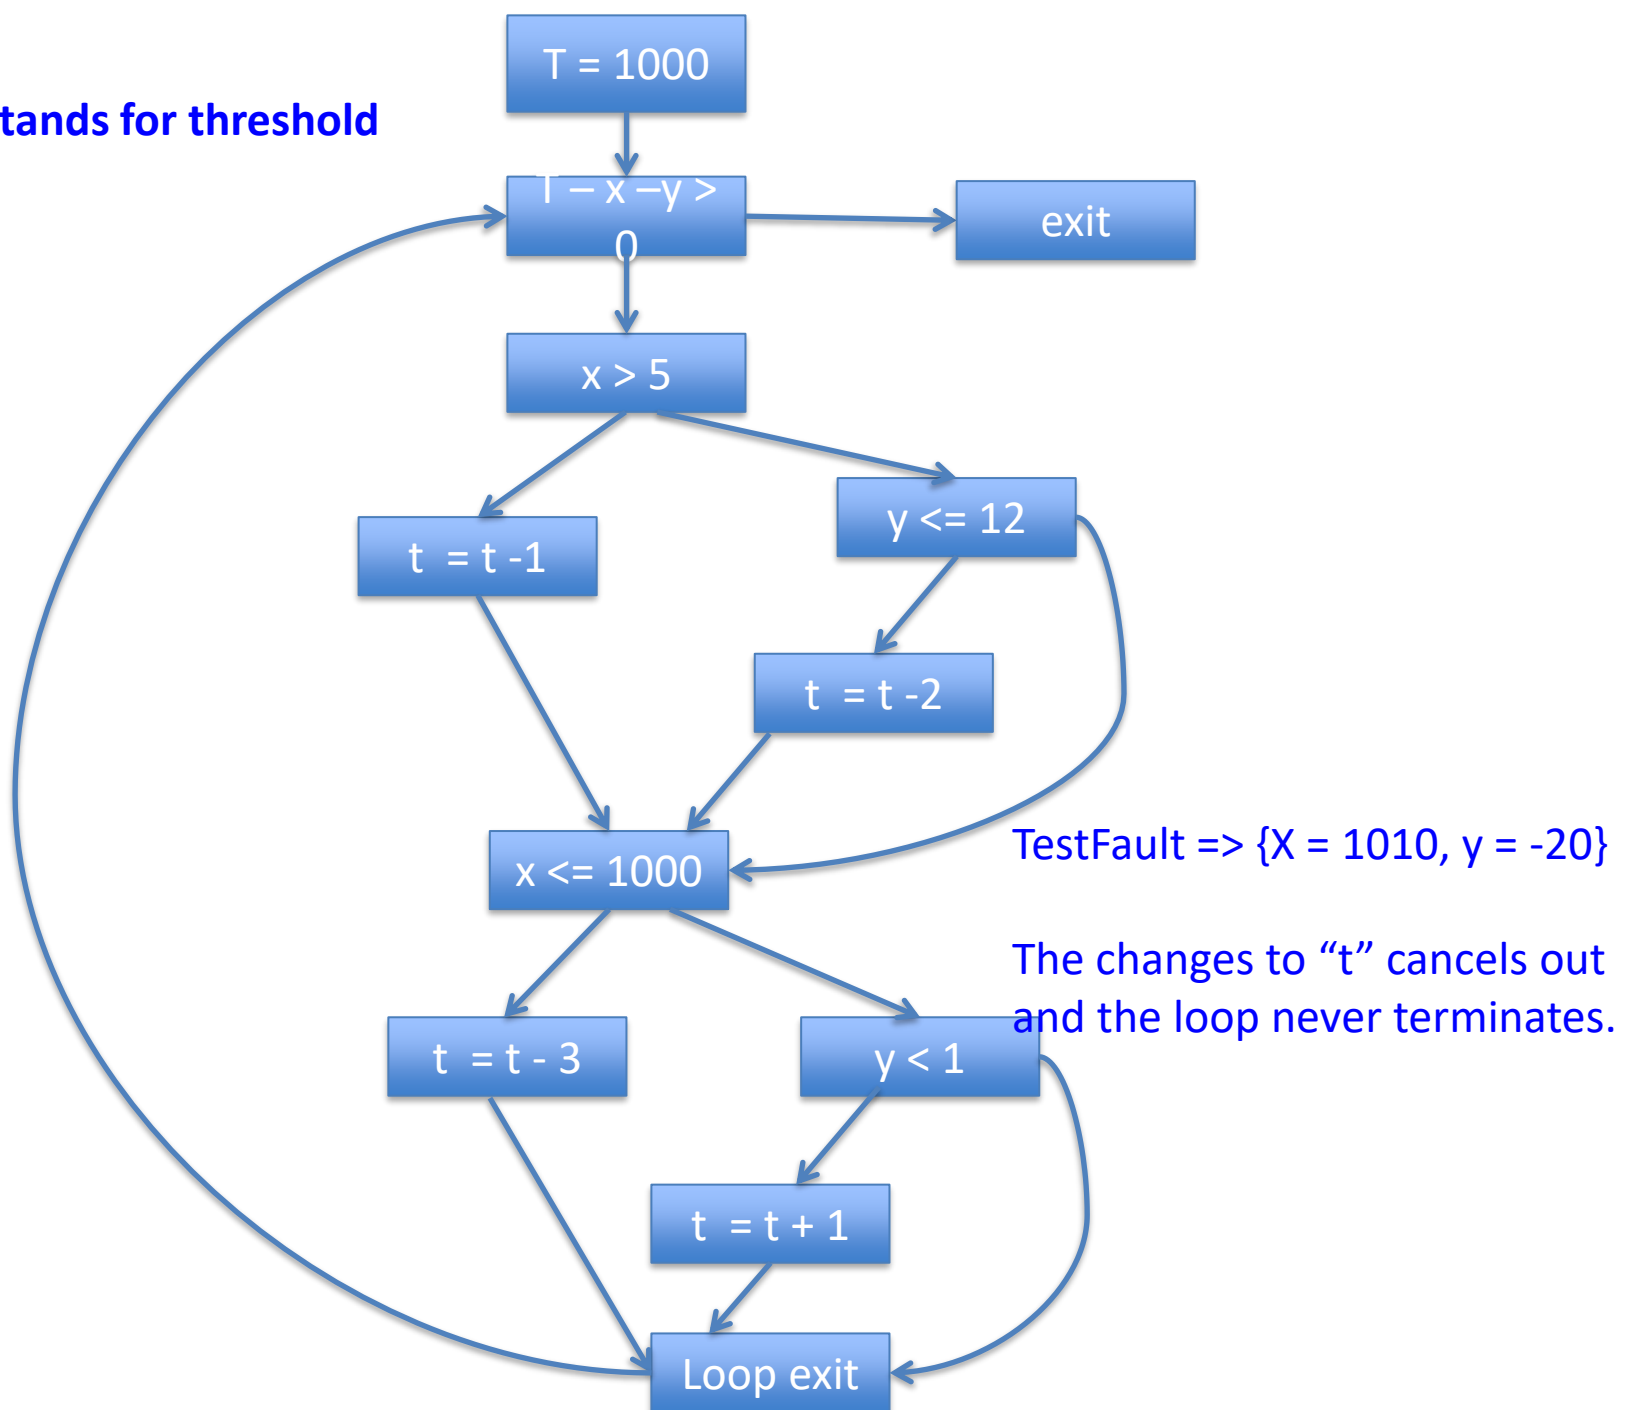 T = 1000
tands for threshold
T – x –y >
0
exit
x > 5
y <= 12
t  = t -1
t  = t -2
TestFault => {X = 1010, y = -20}
x <= 1000
The changes to “t” cancels out
and the loop never terminates.
t  = t - 3
y < 1
t  = t + 1
Loop exit